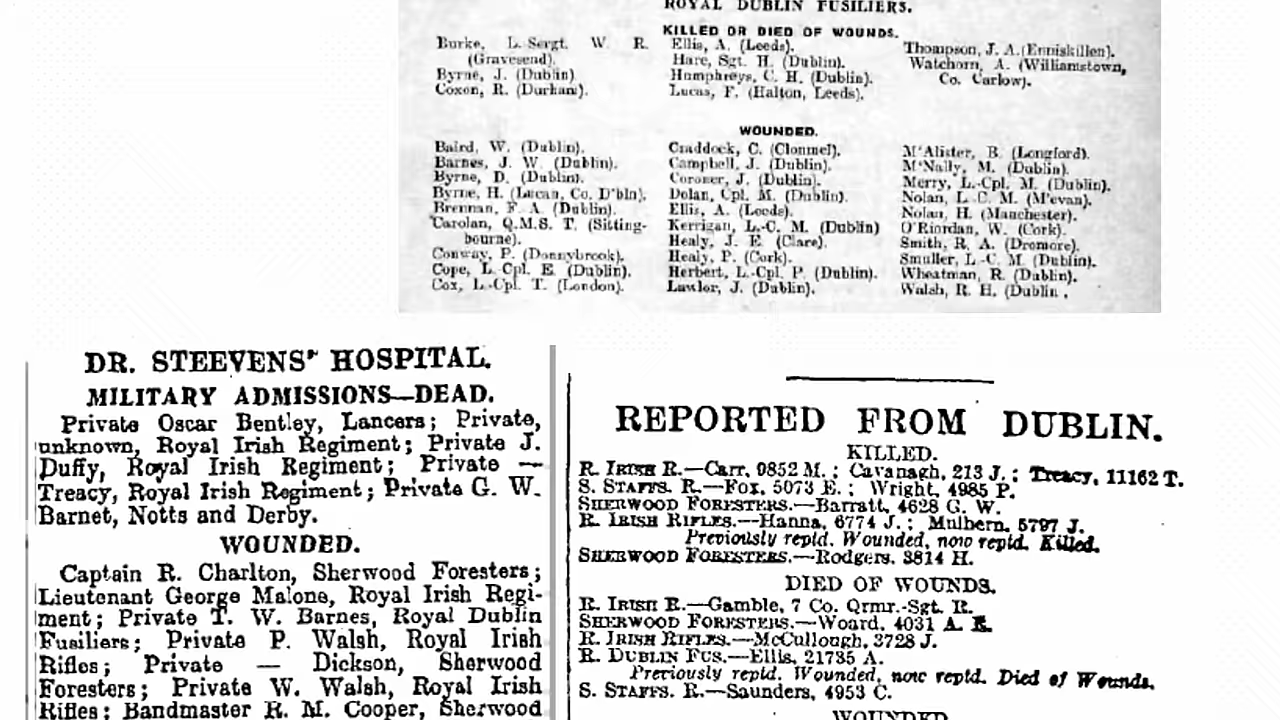 ROYAL DUBLIN FUSILIERS.
KILLED OR DIED OF WOUNDS.
Burke, L. Sergt. W. R.
(Gravesend).
Byrne, J. (Dublin).
Coxon, R. (Durham).
Ellis, A. (Leeds).
Hare, Sgt. H. (Dublin).
Humphreys, C. H. (Dublin).
Lucas, F. (Halton, Leeds).
Thompson, J. A. (Enniskillen).
Watchorn, A. (Williamstown,
Co. Carlow).
WOUNDED.
Baird, W. (Dublin).
Barnes, J. W. (Dublin).
Byrne, D. (Dublin).
Byrne, H. (Lucan, Co. D'bln).
Brennan, F. A. (Dublin).
Carolan, Q.M.S. T. (Sitting-
bourne).
Conway, P. (Donnybrook).
Cope, L.-Cpl. E. (Dublin).
Cox, L.-Cpl. T. (London).
Craddock, C. (Clonmel).
Campbell, J. (Dublin).
Coroner, J. (Dublin).
Dolan, Cpl. M. (Dublin).
Ellis, A. (Leeds).
Kerrigan, L.-C. M. (Dublin)
Healy, J. E. (Clare).
Healy, P. (Cork).
Herbert, L.-Cpl. P. (Dublin).
Lawlor, J. (Dublin).
M'Alister, B. (Longford).
M'Nally, M. (Dublin).
Merry, L.-Cpl. M. (Dublin).
Nolan, L.-C. M. (M'evan).
Nolan, H. (Manchester).
O'Riordan, W. (Cork).
Smith, R. A. (Dromore).
Smuller, L.-C. M. (Dublin).
Wheatman, R. (Dublin).
Walsh, R. H. (Dublin .
DR. STEEVENS' HOSPITAL.
MILITARY ADMISSIONS—DEAD.
Private Oscar Bentley, Lancers; Private,
unknown, Royal Irish Regiment; Private J.
Duffy, Royal Irish Regiment; Private —
Treacy, Royal Irish Regiment; Private G. W.
Barnet, Notts and Derby.
WOUNDED.
Captain R. Charlton, Sherwood Foresters;
Lieutenant George Malone, Royal Irish Regi-
ment; Private T. W. Barnes, Royal Dublin
Fusiliers; Private P. Walsh, Royal Irish
Rifles; Private — Dickson, Sherwood
Foresters; Private W. Walsh, Royal Irish
Rifles; Bandmaster R. M. Cooper, Sherwood
REPORTED FROM DUBLIN.
KILLED.
R. IRISH R.—Carr, 9852 M.; Cavanagh, 213 J.; Treacy, 11162 T.
S. STAFFS. R.—Fox, 5073 E.; Wright, 4985 P.
SHERWOOD FORESTERS.—Barratt, 4628 G. W.
R. IRISH RIFLES.—Hanna, 6774 J.; Mulhern, 5797 J.
Previously reptd. Wounded, now reptd. Killed.
SHERWOOD FORESTERS.—Rodgers, 3814 H.
DIED OF WOUNDS.
R. IRISH R.—Gamble, 7 Co. Qrmr.-Sgt. R.
SHERWOOD FORESTERS.—Woard, 4031 A. E.
R. IRISH RIFLES.—McCullough, 3728 J.
R. DUBLIN FUS.—Ellis, 21735 A.
Previously reptd. Wounded, now reptd. Died of Wounds.
S. STAFFS. R.—Saunders, 4953 C.
WOUNDED